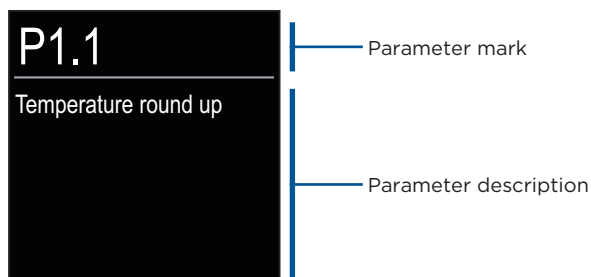 P1.1
Parameter mark
Temperature round up
Parameter description